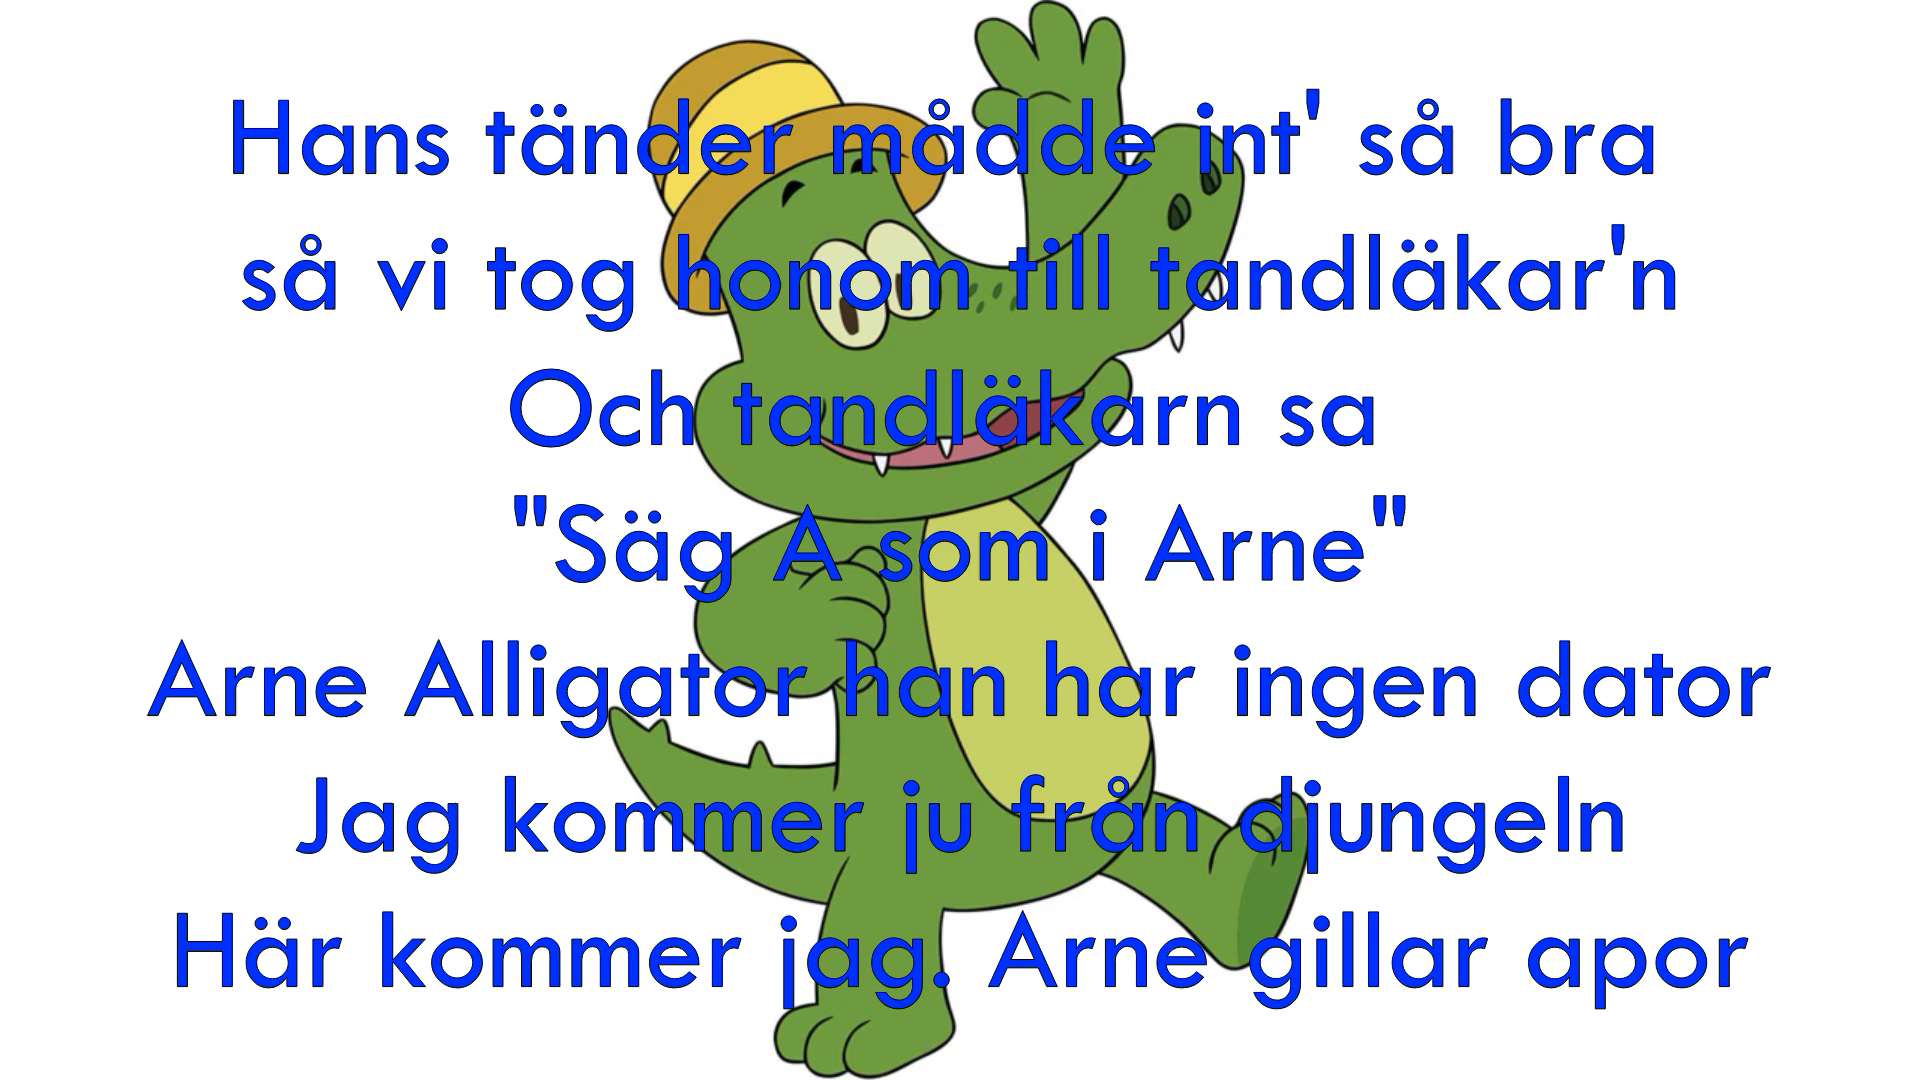 Hans tänder mådde int' så bra
så vi tog honom till tandläkar'n
Och tandläkarn sa
"Säg A som i Arne"
Arne Alligator han har ingen dator
Jag kommer ju från djungeln
Här kommer jag. Arne gillar apor